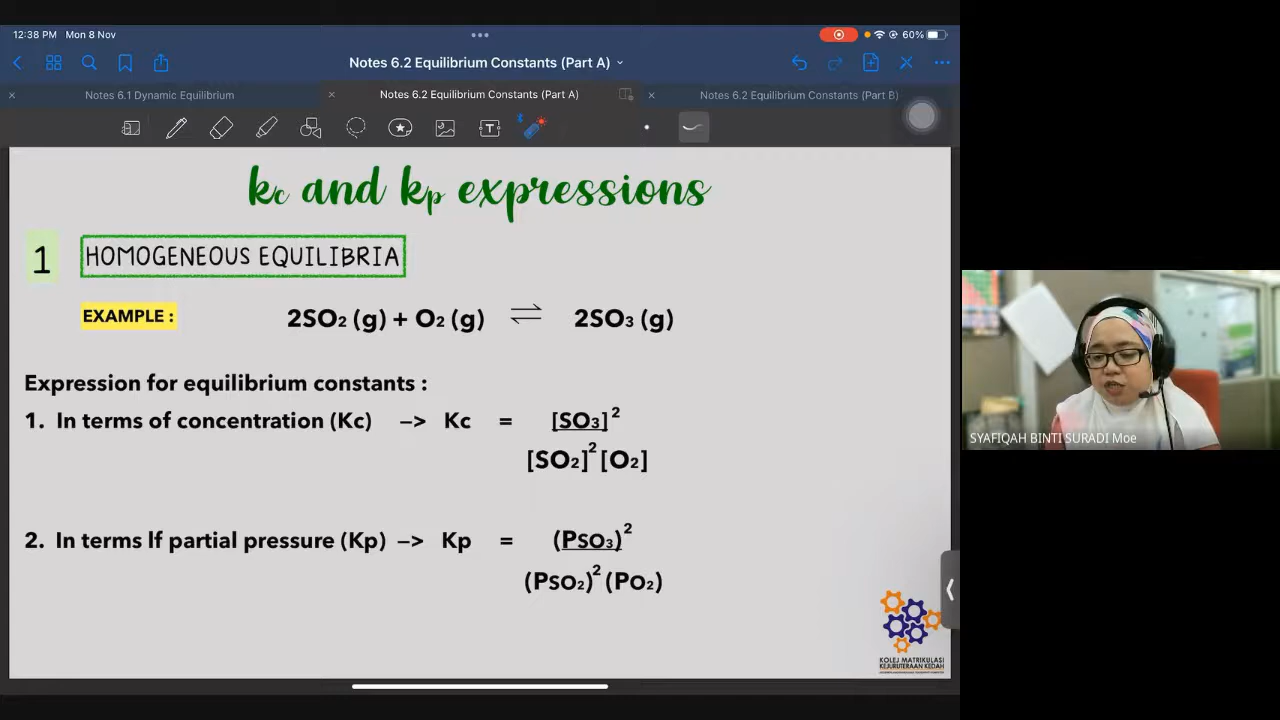 12:38 PM Mon 8 Nov
60%
Notes 6.2 Equilibrium Constants (Part A)
Notes 6.1 Dynamic Equilibrium
Notes 6.2 Equilibrium Constants (Part A)
Notes 6.2 Equilibrium Constants (Part B)
kc and kp expressions
1 HOMOGENEOUS EQUILIBRIA
EXAMPLE : 2SO₂ (g) + O₂ (g) ⇌ 2SO₃ (g)
Expression for equilibrium constants :
1. In terms of concentration (Kc) –> Kc = [SO₃]²
[SO₂]² [O₂]
2. In terms lf partial pressure (Kp) –> Kp = (PSO₃)²
(PSO₂)² (PO₂)
KOLEJ MATRIKULASI
KEJURUTERAAN KEDAH
SYAFIQAH BINTI SURADI Moe